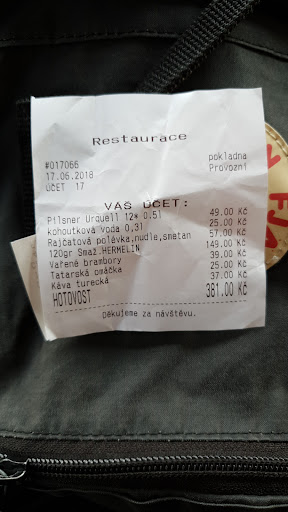 Restaurace
#017066 pokladna
17.06.2018 Provozní
ÚČET 17
VÁŠ ÚČET:
Pilsner Urquell 12* 0.5l 49.00 Kč
kohoutková voda 0,3l 25.00 Kč
Rajčatová polévka,nudle,smetan 57.00 Kč
120gr Smaž.HERMELIN 149.00 Kč
Vařené brambory 39.00 Kč
Tatarská omáčka 25.00 Kč
Káva turecká 37.00 Kč
HOTOVOST 381.00 Kč
Děkujeme za návštěvu.